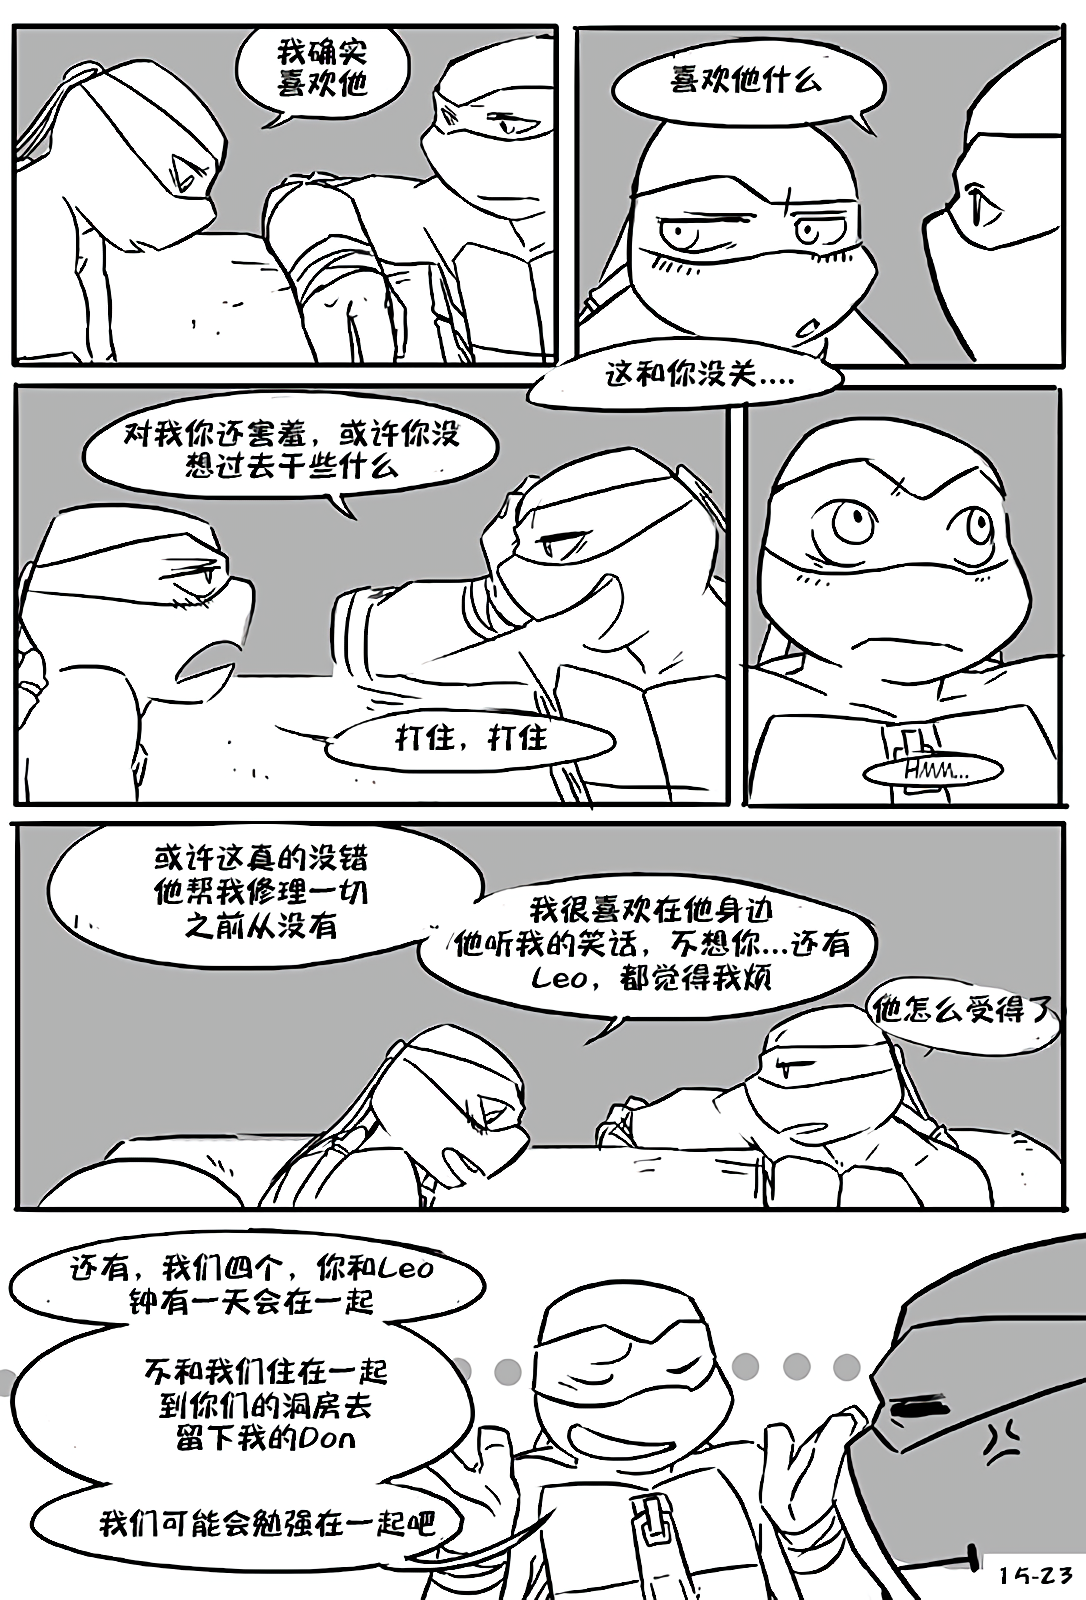 我确实
喜欢他
喜欢他什么
这和你没关....
对我你还害羞，或许你没
想过去干些什么
打住，打住
Hmm...
或许这真的没错
他帮我修理一切
之前从没有
我很喜欢在他身边
他听我的笑话，不想你...还有
Leo，都觉得我烦
他怎么受得了
还有，我们四个，你和Leo
钟有一天会在一起
不和我们住在一起
到你们的洞房去
留下我的Don
我们可能会勉强在一起吧
15-23